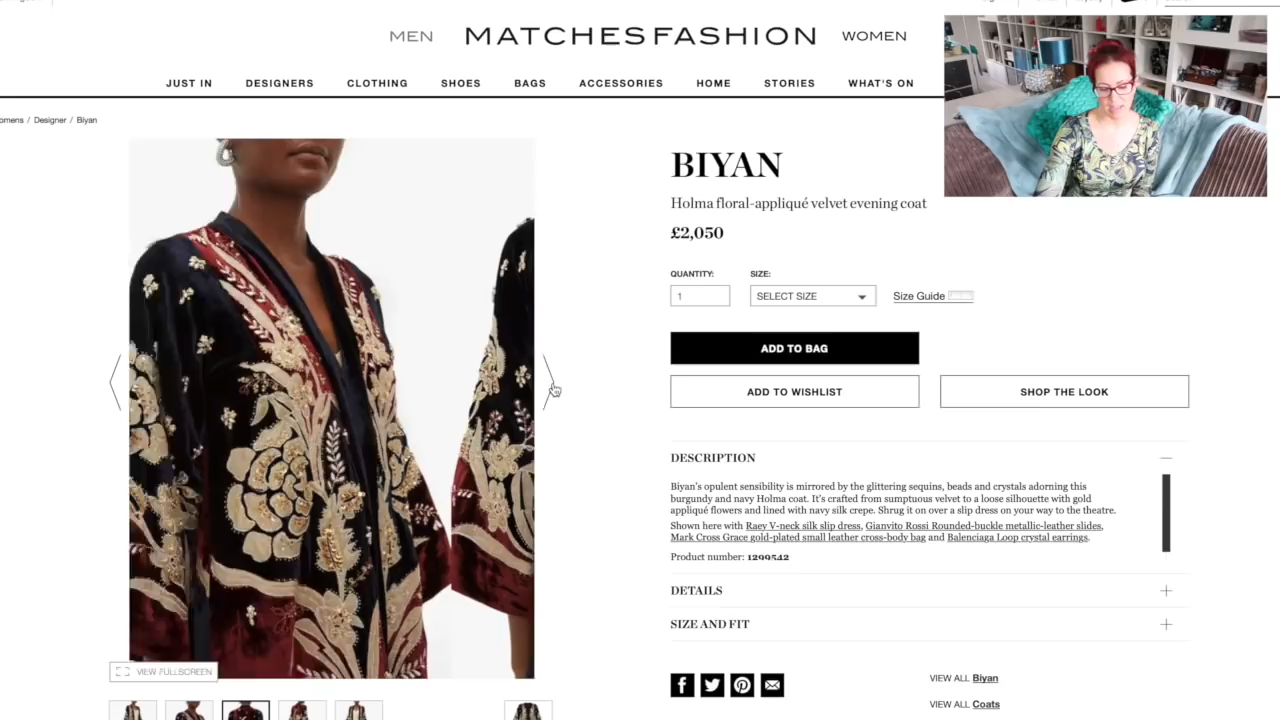 MEN
MATCHESFASHION
WOMEN
JUST IN
DESIGNERS
CLOTHING
SHOES
BAGS
ACCESSORIES
HOME
STORIES
WHAT'S ON
omens / Designer / Biyan
BIYAN
Holma floral-appliqué velvet evening coat
£2,050
QUANTITY:
SIZE:
1
SELECT SIZE
Size Guide
ADD TO BAG
ADD TO WISHLIST
SHOP THE LOOK
DESCRIPTION
Biyan's opulent sensibility is mirrored by the glittering sequins, beads and crystals adorning this
burgundy and navy Holma coat. It's crafted from sumptuous velvet to a loose silhouette with gold
appliqué flowers and lined with navy silk crepe. Shrug it on over a slip dress on your way to the theatre.
Shown here with Raey V-neck silk slip dress, Gianvito Rossi Rounded-buckle metallic-leather slides,
Mark Cross Grace gold-plated small leather cross-body bag and Balenciaga Loop crystal earrings.
Product number: 1299542
DETAILS
SIZE AND FIT
VIEW FULLSCREEN
VIEW ALL Biyan
VIEW ALL Coats